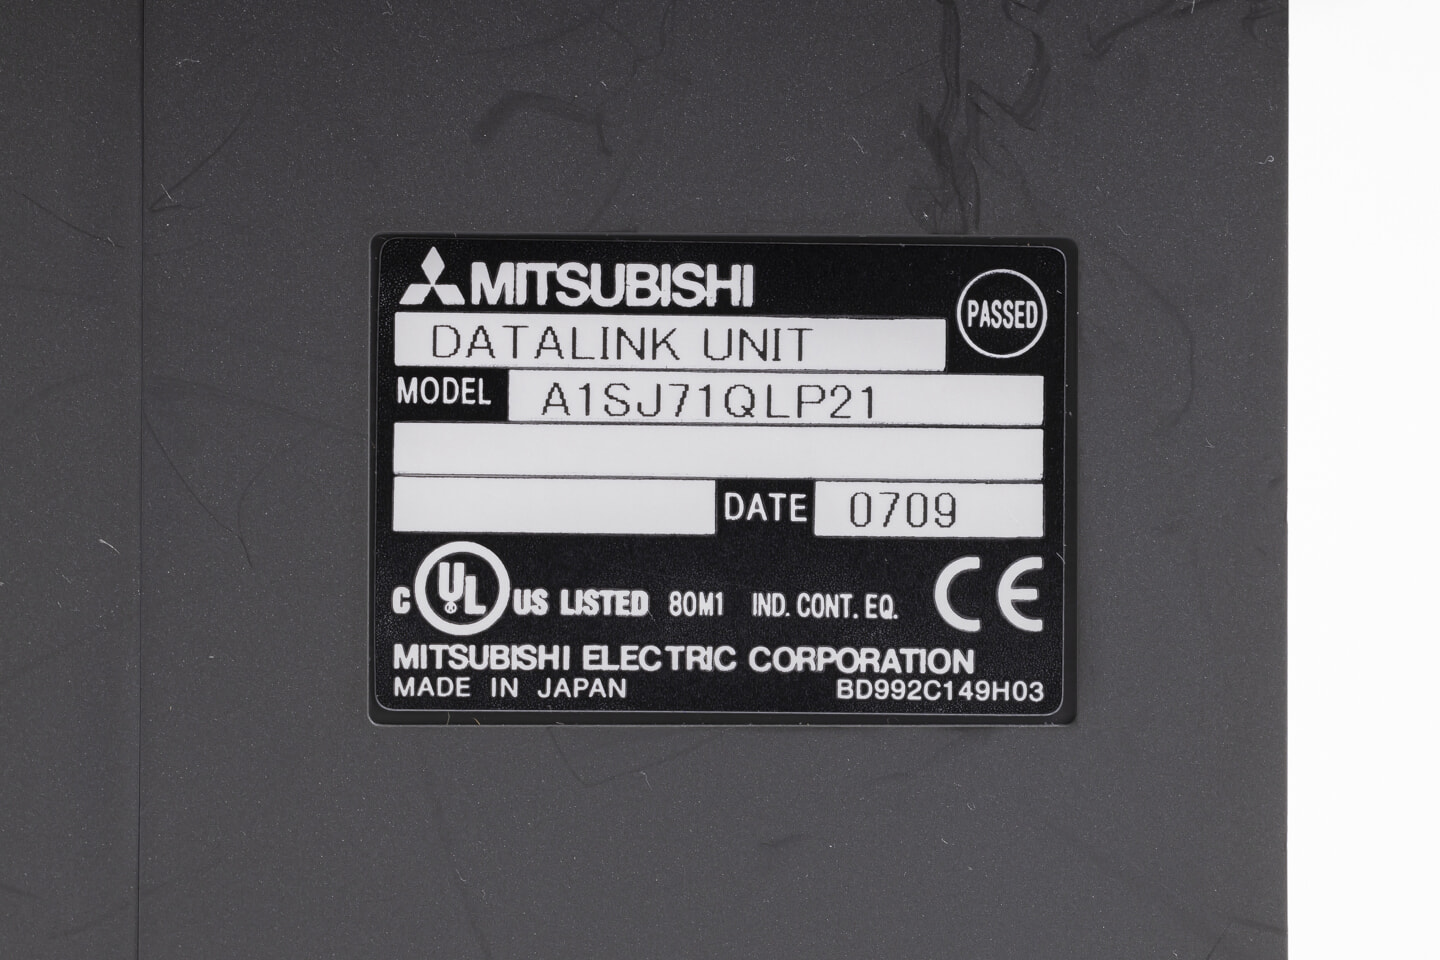 MITSUBISHI
PASSED
DATALINK UNIT
MODEL A1SJ71QLP21
DATE 0709
C UL US LISTED 80M1 IND. CONT. EQ. CE
MITSUBISHI ELECTRIC CORPORATION
MADE IN JAPAN BD992C149H03